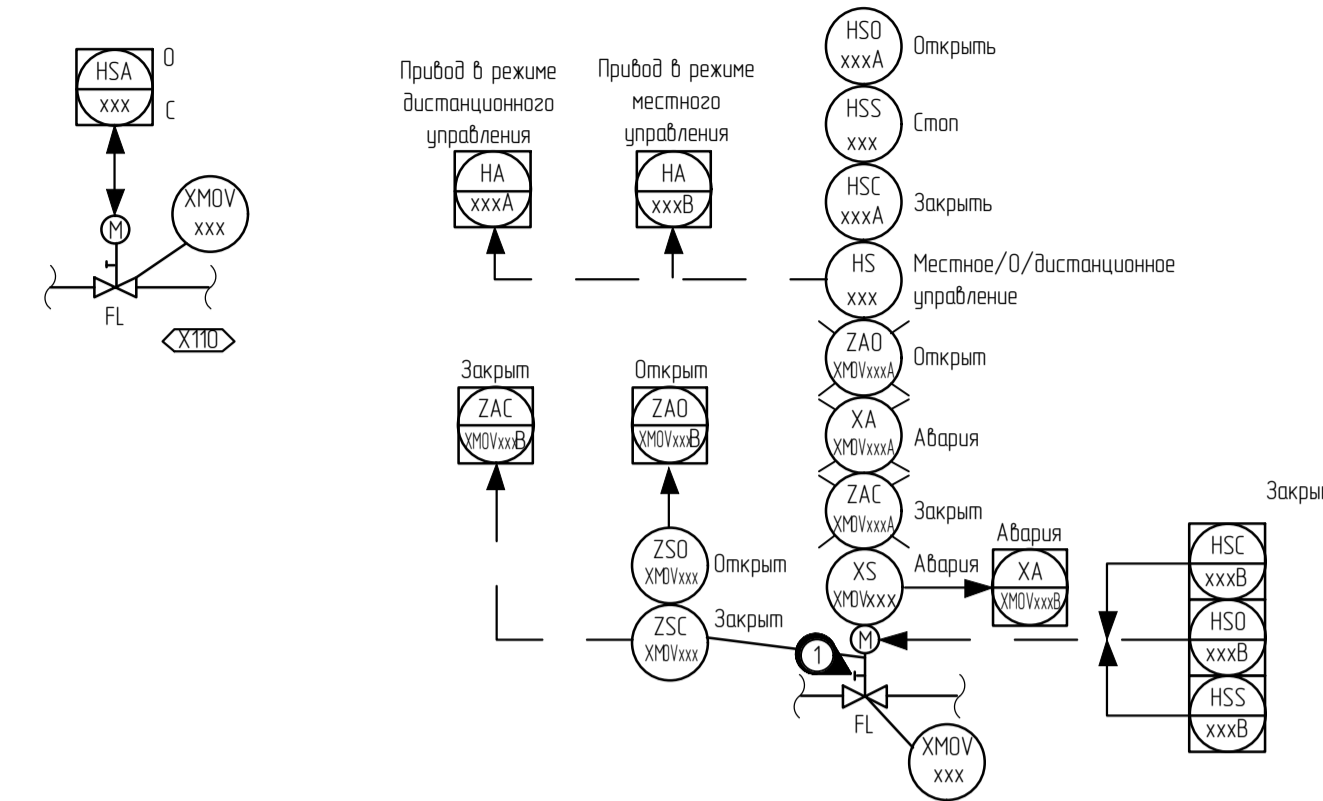 HSA
xxx
O
C
M
XMOV
xxx
FL
X110
Привод в режиме
дистанционного
управления
HA
xxxA
Привод в режиме
местного
управления
HA
xxxB
HSO
xxxA
Открыть
HSS
xxx
Стоп
HSC
xxxA
Закрыть
HS
xxx
Местное/О/дистанционное
управление
ZAO
XMOVxxxA
Открыт
XA
XMOVxxxA
Авария
ZAC
XMOVxxxA
Закрыт
XS
XMOVxxx
Авария
Закрыт
ZAC
XMOVxxxB
Открыт
ZAO
XMOVxxxB
ZSO
XMOVxxx
Открыт
ZSC
XMOVxxx
Закрыт
1
M
FL
XMOV
xxx
Авария
XA
XMOVxxxB
HSC
xxxB
HSO
xxxB
HSS
xxxB